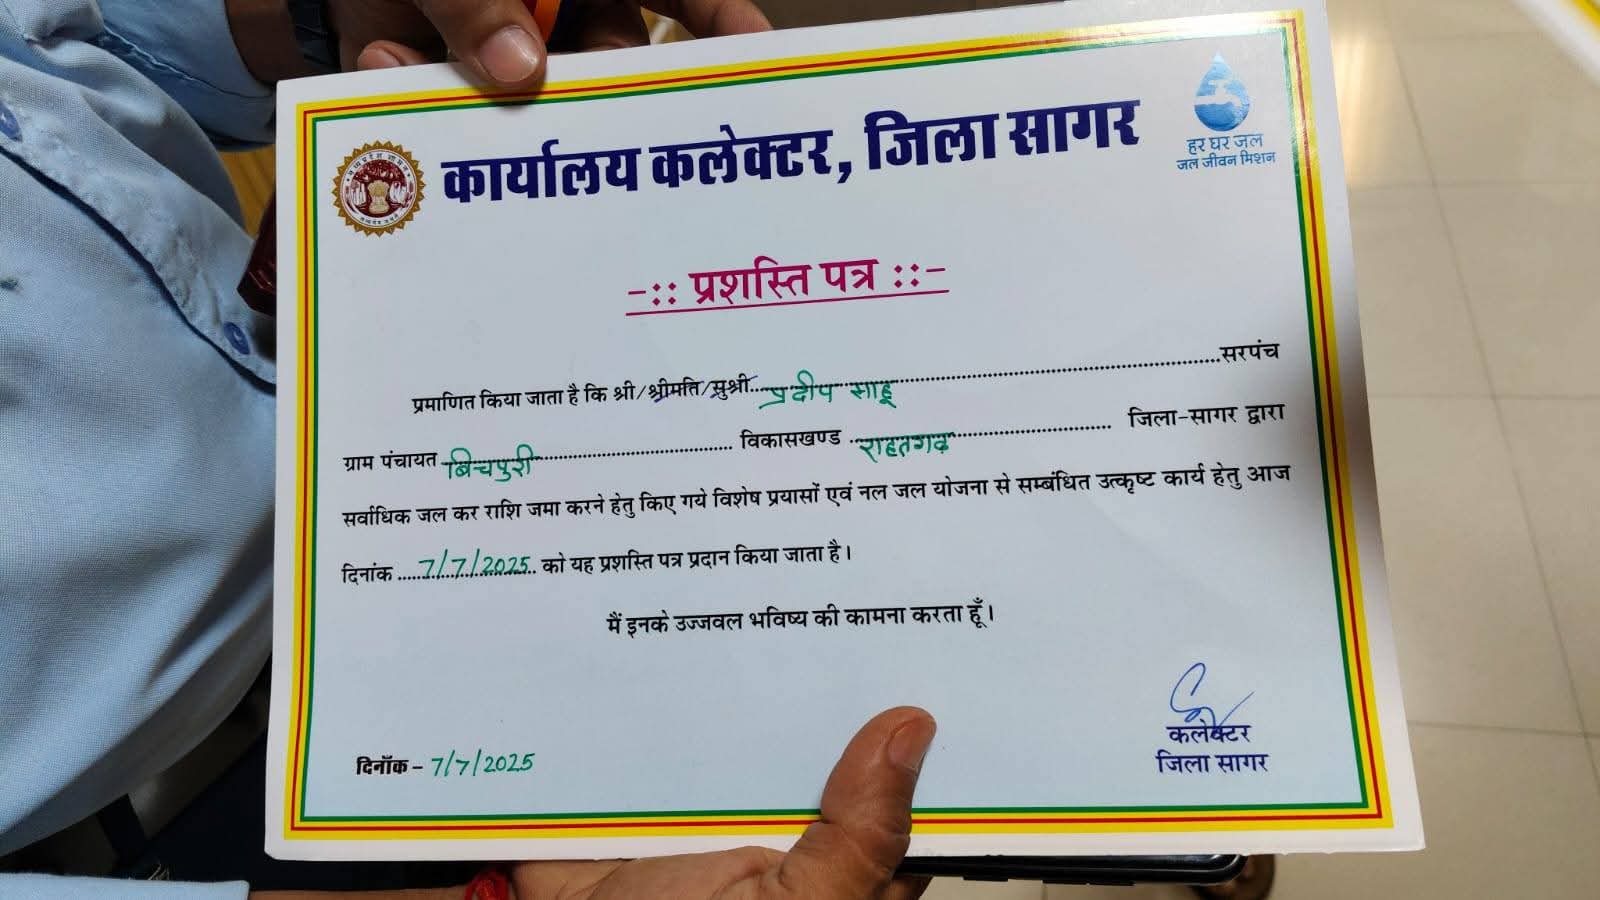 कार्यालय कलेक्टर, जिला सागर
हर घर जल
जल जीवन मिशन
-:: प्रशस्ति पत्र ::-
प्रमाणित किया जाता है कि श्री/श्रीमति/सुश्री प्रदीप साहू सरपंच
ग्राम पंचायत बिचपुरी विकासखण्ड राहतगढ़ जिला-सागर द्वारा
सर्वाधिक जल कर राशि जमा करने हेतु किए गये विशेष प्रयासों एवं नल जल योजना से सम्बंधित उत्कृष्ट कार्य हेतु आज
दिनांक 7/7/2025 को यह प्रशस्ति पत्र प्रदान किया जाता है।
मैं इनके उज्जवल भविष्य की कामना करता हूँ।
कलेक्टर
जिला सागर
दिनॉक - 7/7/2025